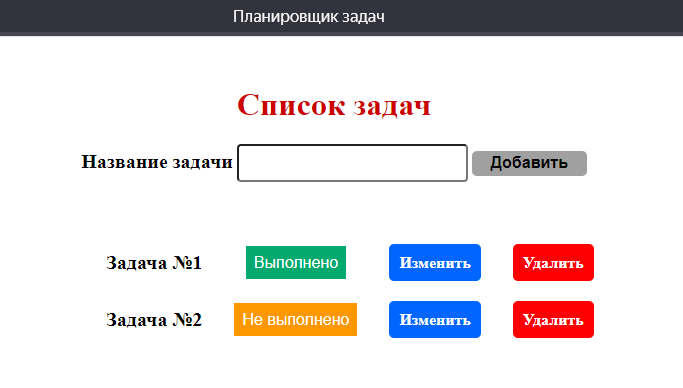 Планировщик задач
Список задач
Название задачи Добавить
Задача №1 Выполнено Изменить Удалить
Задача №2 Не выполнено Изменить Удалить